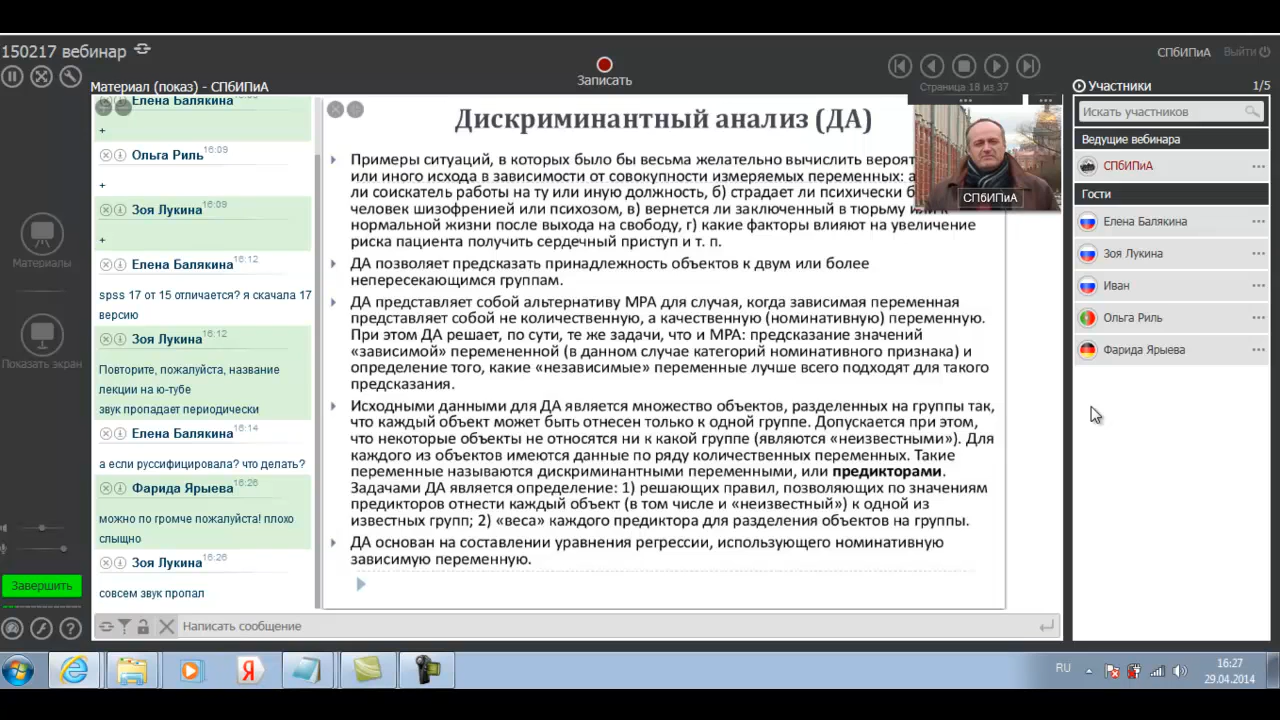 150217 вебинар
СПбИПиА
Выйти
Записать
Страница 18 из 37
Материал (показ) - СПбИПиА
Участники
1/5
Материалы
Показать экран
Завершить
Елена Балякина
+
Ольга Риль 16:09
+
Зоя Лукина 16:09
+
Елена Балякина 16:12
spss 17 от 15 отличается? я скачала 17
версию
Зоя Лукина 16:12
Повторите, пожалуйста, название
лекции на ю-тубе
звук пропадает периодически
Елена Балякина 16:14
а если руссифицировала? что делать?
Фарида Ярыева 16:26
можно по громче пожалуйста! плохо
слыщно
Зоя Лукина 16:26
совсем звук пропал
Написать сообщение
Дискриминантный анализ (ДА)
Примеры ситуаций, в которых было бы весьма желательно вычислить
или иного исхода в зависимости от совокупности измеряемых переменных:
ли соискатель работы на ту или иную должность, б) страдает ли психически
человек шизофренией или психозом, в) вернется ли заключенный в тюрьму или
нормальной жизни после выхода на свободу, г) какие факторы влияют на увеличение
риска пациента получить сердечный приступ и т. п.
ДА позволяет предсказать принадлежность объектов к двум или более
непересекающимся группам.
ДА представляет собой альтернативу МРА для случая, когда зависимая переменная
представляет собой не количественную, а качественную (номинативную) переменную.
При этом ДА решает, по сути, те же задачи, что и МРА: предсказание значений
«зависимой» перемененной (в данном случае категорий номинативного признака) и
определение того, какие «независимые» переменные лучше всего подходят для такого
предсказания.
Исходными данными для ДА является множество объектов, разделенных на группы так,
что каждый объект может быть отнесен только к одной группе. Допускается при этом,
что некоторые объекты не относятся ни к какой группе (являются «неизвестными»). Для
каждого из объектов имеются данные по ряду количественных переменных. Такие
переменные называются дискриминантными переменными, или предикторами.
Задачами ДА является определение: 1) решающих правил, позволяющих по значениям
предикторов отнести каждый объект (в том числе и «неизвестный») к одной из
известных групп; 2) «веса» каждого предиктора для разделения объектов на группы.
ДА основан на составлении уравнения регрессии, использующего номинативную
зависимую переменную.
СПбИПиА
Искать участников
Ведущие вебинара
СПбИПиА
Гости
Елена Балякина
Зоя Лукина
Иван
Ольга Риль
Фарида Ярыева
RU
16:27
29.04.2014